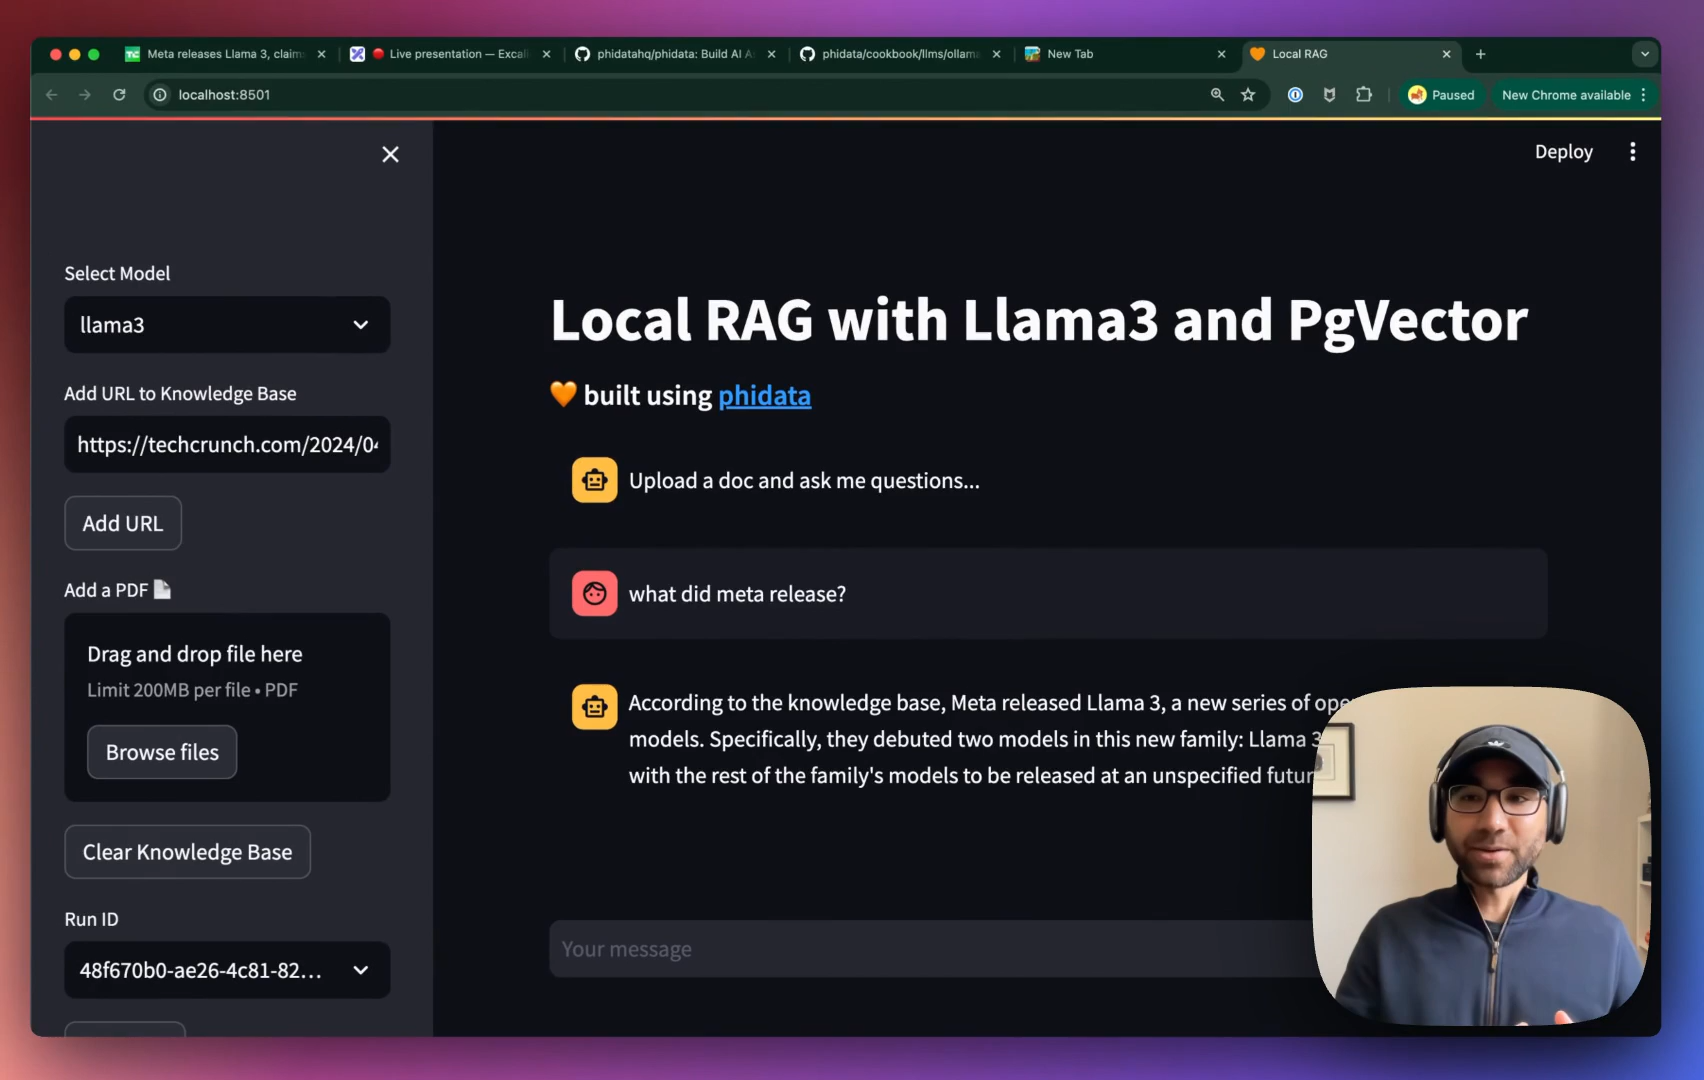 Meta releases Llama 3, claim
Live presentation — Excali
phidatahq/phidata: Build AI A
phidata/cookbook/llms/ollama
New Tab
Local RAG
localhost:8501
Paused
New Chrome available
Deploy
Select Model
llama3
Add URL to Knowledge Base
https://techcrunch.com/2024/04
Add URL
Add a PDF
Drag and drop file here
Limit 200MB per file • PDF
Browse files
Clear Knowledge Base
Run ID
48f670b0-ae26-4c81-82...
Local RAG with Llama3 and PgVector
🧡 built using phidata
Upload a doc and ask me questions...
what did meta release?
According to the knowledge base, Meta released Llama 3, a new series of
models. Specifically, they debuted two models in this new family: Llama
with the rest of the family's models to be released at an unspecified
Your message